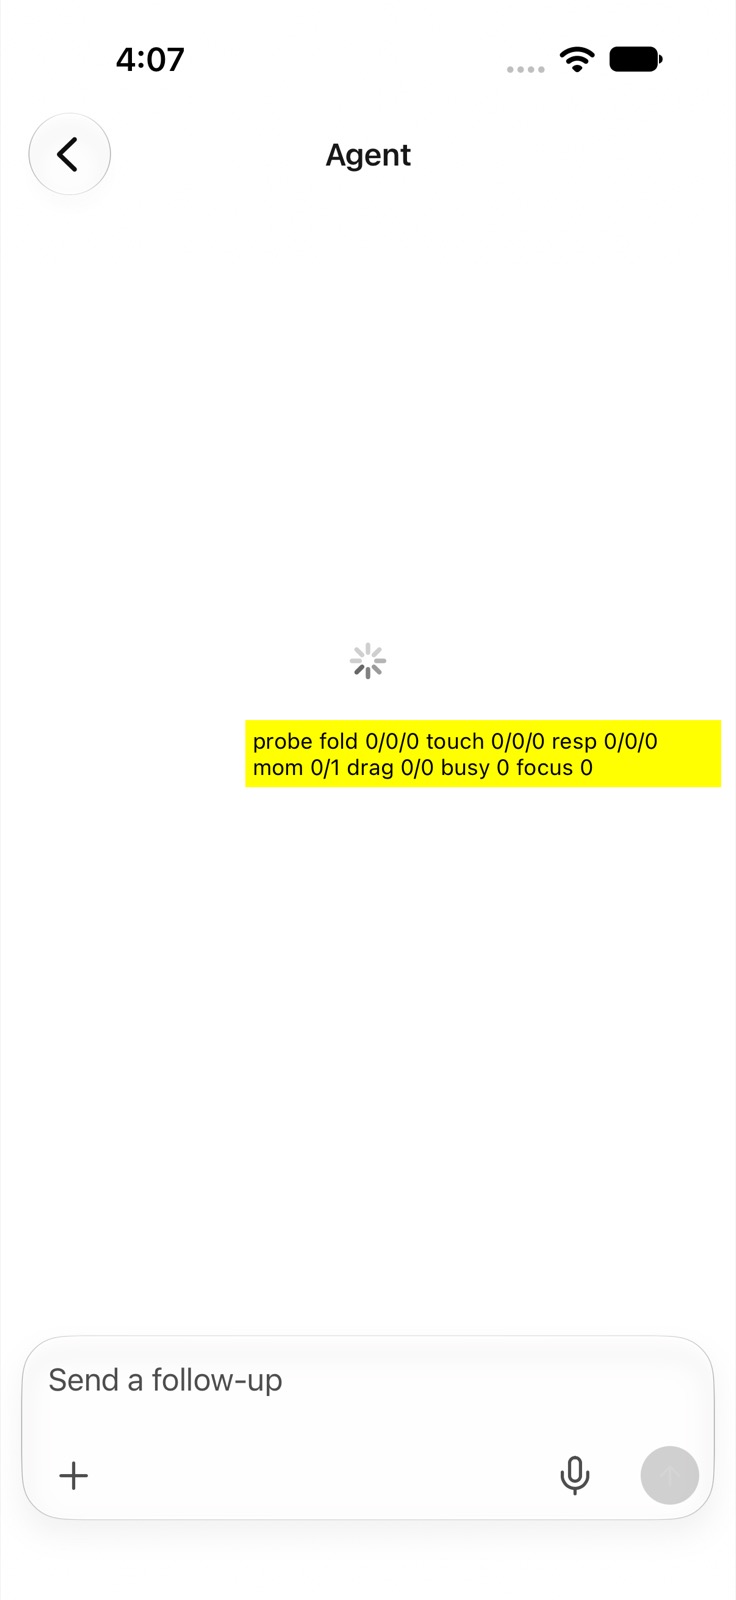 4:07
Agent
probe fold 0/0/0 touch 0/0/0 resp 0/0/0
mom 0/1 drag 0/0 busy 0 focus 0
Send a follow-up